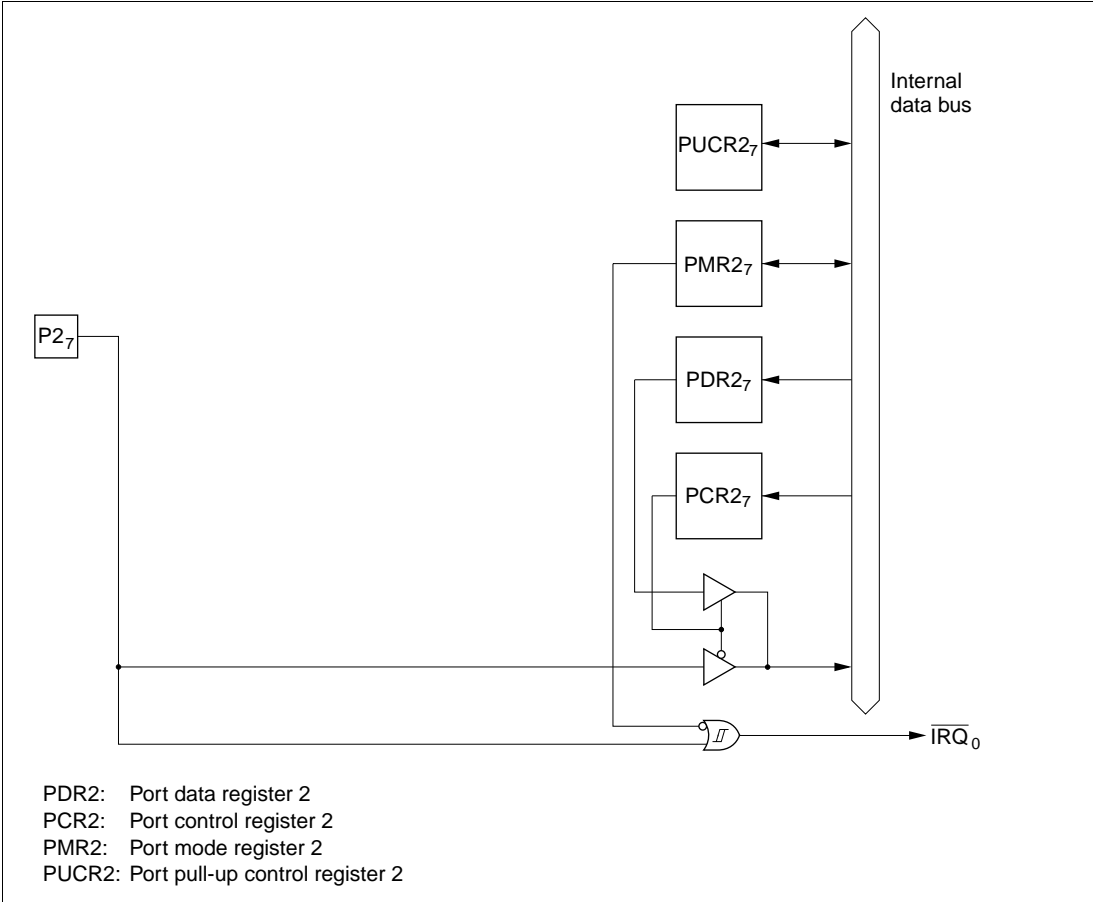 Internal
data bus
PUCR2₇
PMR2₇
P2₇
PDR2₇
PCR2₇
I̅R̅Q̅₀
PDR2: Port data register 2
PCR2: Port control register 2
PMR2: Port mode register 2
PUCR2: Port pull-up control register 2